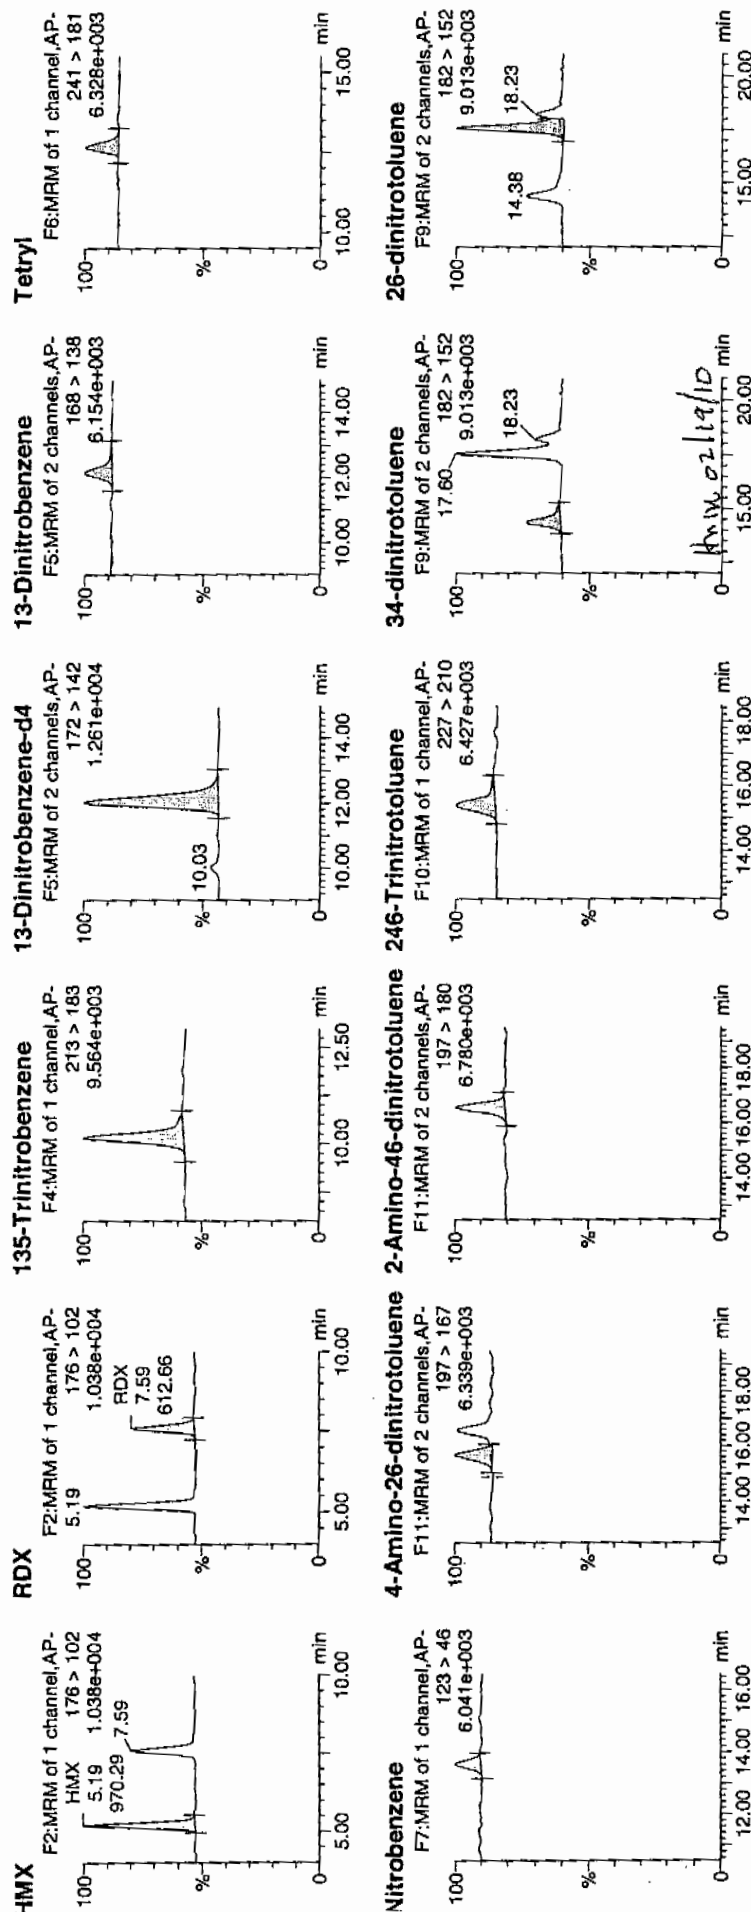 HMX
F2:MRM of 1 channel,AP-
176 > 102
1.038e+004
HMX
5.19
970.29
7.59
100
%
0
5.00
10.00
min
RDX
F2:MRM of 1 channel,AP-
5.19
176 > 102
1.038e+004
RDX
7.59
612.66
100
%
0
5.00
10.00
min
135-Trinitrobenzene
F4:MRM of 1 channel,AP-
213 > 183
9.564e+003
100
%
0
10.00
12.50
min
13-Dinitrobenzene-d4
F5:MRM of 2 channels,AP-
172 > 142
1.261e+004
10.03
100
%
0
10.00
12.00
14.00
min
13-Dinitrobenzene
F5:MRM of 2 channels,AP-
168 > 138
6.154e+003
100
%
0
10.00
12.00
14.00
min
Tetryl
F6:MRM of 1 channel,AP-
241 > 181
6.328e+003
100
%
0
10.00
15.00
min
Nitrobenzene
F7:MRM of 1 channel,AP-
123 > 46
6.041e+003
100
%
0
12.00
14.00
16.00
min
4-Amino-26-dinitrotoluene
F11:MRM of 2 channels,AP-
197 > 167
6.339e+003
100
%
0
14.00
16.00
18.00
min
2-Amino-46-dinitrotoluene
F11:MRM of 2 channels,AP-
197 > 180
6.780e+003
100
%
0
14.00
16.00
18.00
min
246-Trinitrotoluene
F10:MRM of 1 channel,AP-
227 > 210
6.427e+003
100
%
0
14.00
16.00
18.00
min
34-dinitrotoluene
F9:MRM of 2 channels,AP-
17.60
182 > 152
9.013e+003
18.23
100
%
0
15.00
20.00
min
02/19/10
26-dinitrotoluene
F9:MRM of 2 channels,AP-
182 > 152
9.013e+003
14.38
18.23
100
%
0
15.00
20.00
min